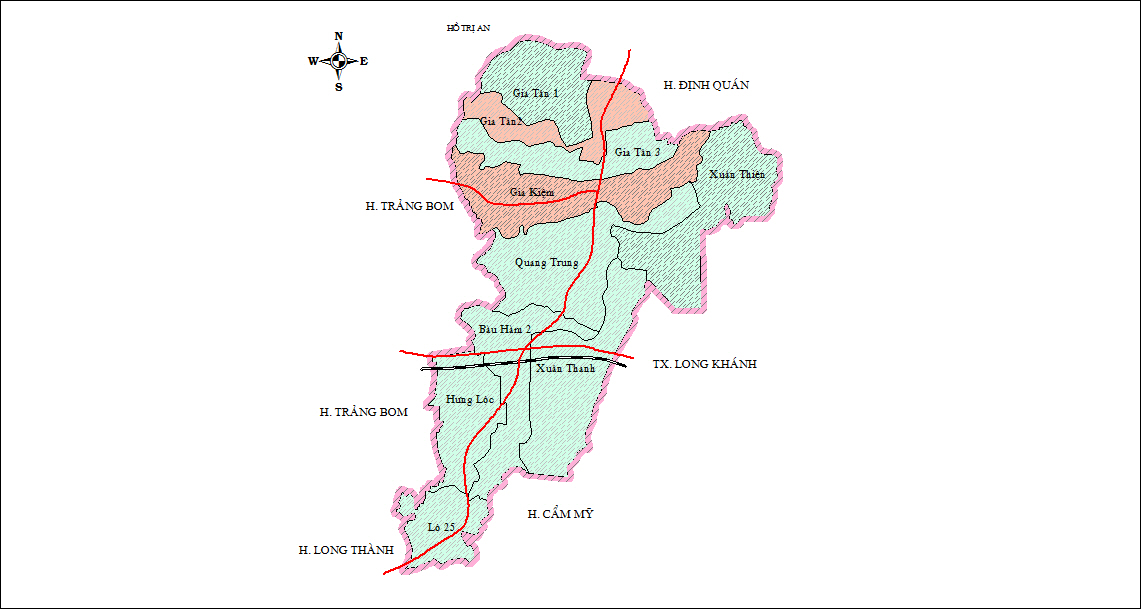 HỒ TRỊ AN
N
W E
S
H. ĐỊNH QUÁN
Gia Tân 1
Gia Tân2
Gia Tân 3
Xuân Thiện
Gia Kiệm
H. TRẢNG BOM
Quang Trung
Bàu Hàm 2
TX. LONG KHÁNH
Xuân Thạnh
Hưng Lộc
H. TRẢNG BOM
H. CẨM MỸ
Lộ 25
H. LONG THÀNH